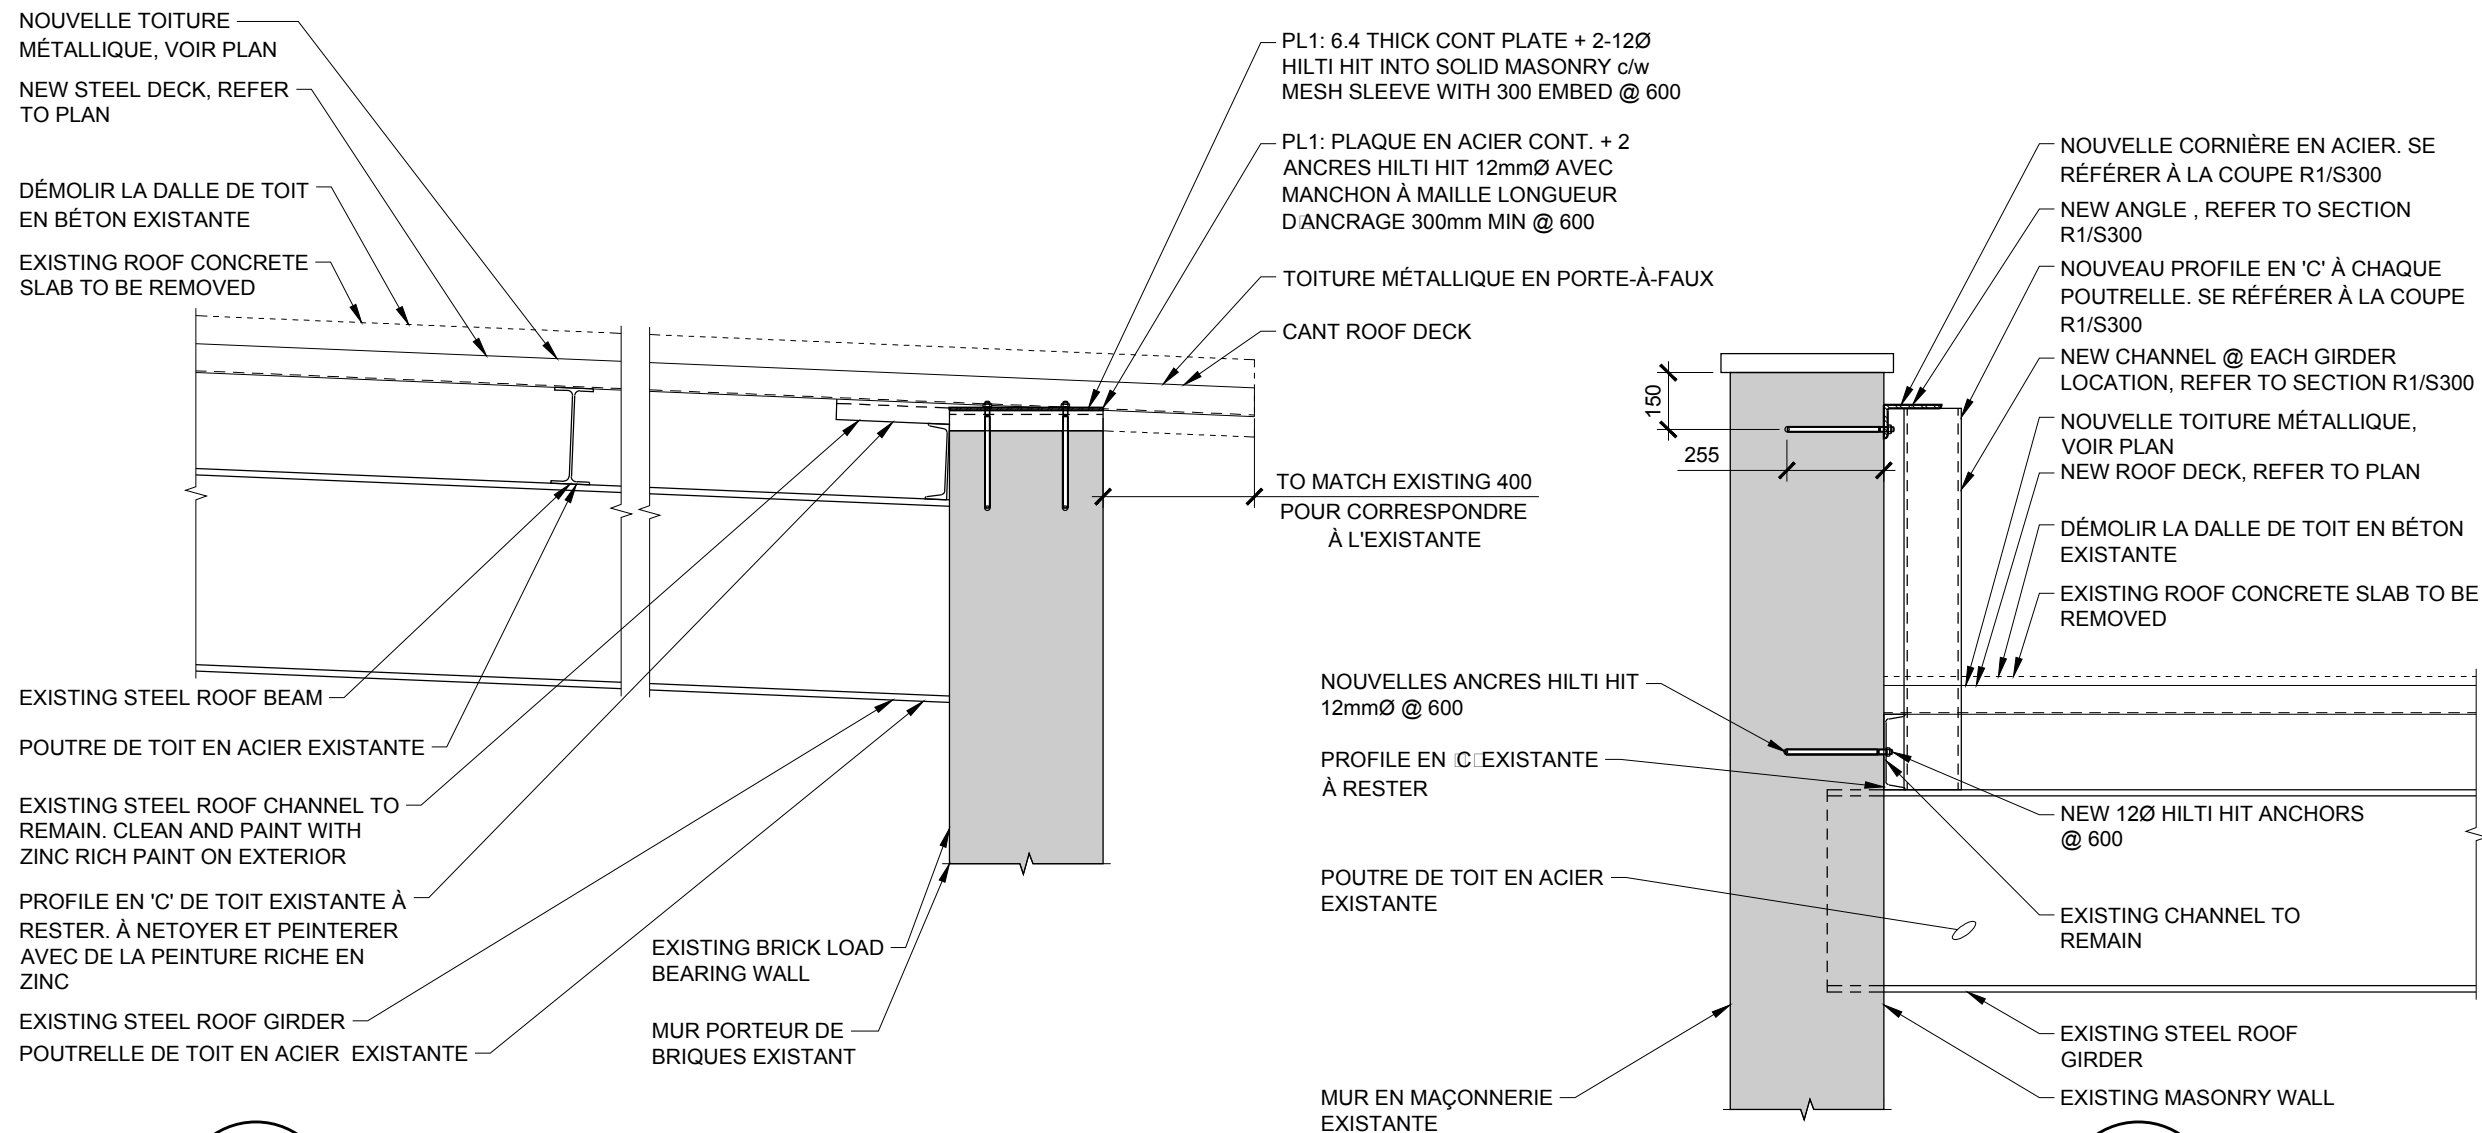 NOUVELLE TOITURE
MÉTALLIQUE, VOIR PLAN
NEW STEEL DECK, REFER
TO PLAN
DÉMOLIR LA DALLE DE TOIT
EN BÉTON EXISTANTE
EXISTING ROOF CONCRETE
SLAB TO BE REMOVED
EXISTING STEEL ROOF BEAM
POUTRE DE TOIT EN ACIER EXISTANTE
EXISTING STEEL ROOF CHANNEL TO
REMAIN. CLEAN AND PAINT WITH
ZINC RICH PAINT ON EXTERIOR
PROFILE EN 'C' DE TOIT EXISTANTE À
RESTER. À NETOYER ET PEINTERER
AVEC DE LA PEINTURE RICHE EN
ZINC
EXISTING STEEL ROOF GIRDER
POUTRELLE DE TOIT EN ACIER EXISTANTE
PL1: 6.4 THICK CONT PLATE + 2-12Ø
HILTI HIT INTO SOLID MASONRY c/w
MESH SLEEVE WITH 300 EMBED @ 600
PL1: PLAQUE EN ACIER CONT. + 2
ANCRES HILTI HIT 12mmØ AVEC
MANCHON À MAILLE LONGUEUR
D▯ANCRAGE 300mm MIN @ 600
TOITURE MÉTALLIQUE EN PORTE-À-FAUX
CANT ROOF DECK
TO MATCH EXISTING 400
POUR CORRESPONDRE
À L'EXISTANTE
EXISTING BRICK LOAD
BEARING WALL
MUR PORTEUR DE
BRIQUES EXISTANT
150
255
NOUVELLES ANCRES HILTI HIT
12mmØ @ 600
PROFILE EN ▯C▯EXISTANTE
À RESTER
POUTRE DE TOIT EN ACIER
EXISTANTE
MUR EN MAÇONNERIE
EXISTANTE
NOUVELLE CORNIÈRE EN ACIER. SE
RÉFÉRER À LA COUPE R1/S300
NEW ANGLE , REFER TO SECTION
R1/S300
NOUVEAU PROFILE EN 'C' À CHAQUE
POUTRELLE. SE RÉFÉRER À LA COUPE
R1/S300
NEW CHANNEL @ EACH GIRDER
LOCATION, REFER TO SECTION R1/S300
NOUVELLE TOITURE MÉTALLIQUE,
VOIR PLAN
NEW ROOF DECK, REFER TO PLAN
DÉMOLIR LA DALLE DE TOIT EN BÉTON
EXISTANTE
EXISTING ROOF CONCRETE SLAB TO BE
REMOVED
NEW 12Ø HILTI HIT ANCHORS
@ 600
EXISTING CHANNEL TO
REMAIN
EXISTING STEEL ROOF
GIRDER
EXISTING MASONRY WALL